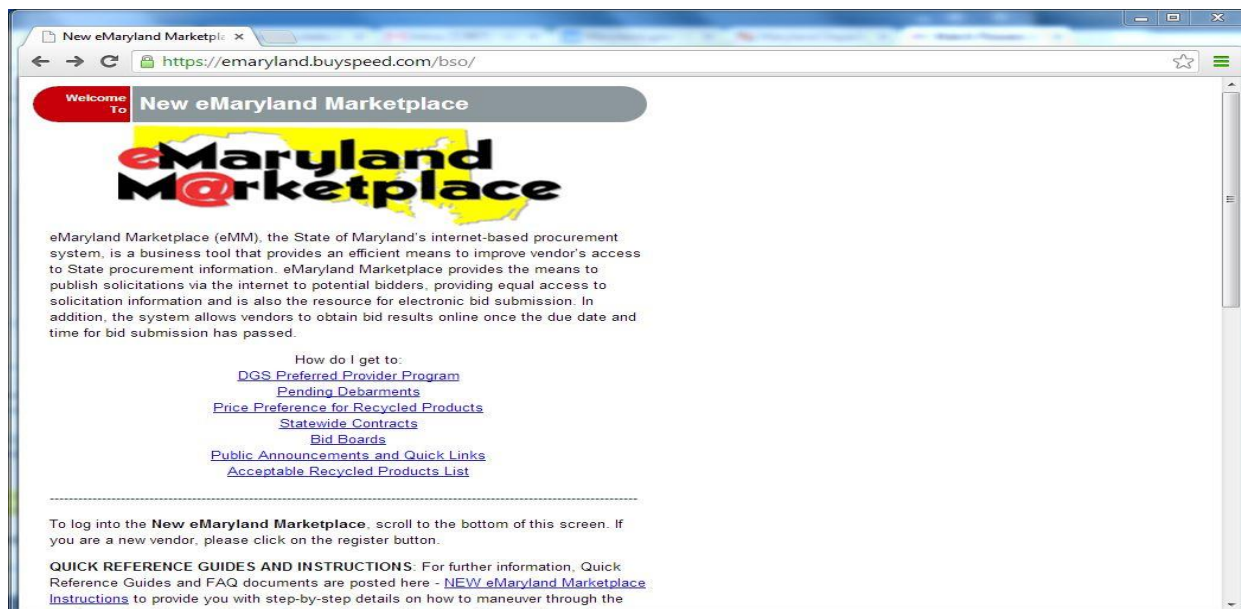 New eMaryland Marketpla
https://emaryland.buyspeed.com/bso/
Welcome
To
New eMaryland Marketplace
eMaryland
M@rketplace
eMaryland Marketplace (eMM), the State of Maryland's internet-based procurement
system, is a business tool that provides an efficient means to improve vendor's access
to State procurement information. eMaryland Marketplace provides the means to
publish solicitations via the internet to potential bidders, providing equal access to
solicitation information and is also the resource for electronic bid submission. In
addition, the system allows vendors to obtain bid results online once the due date and
time for bid submission has passed.
How do I get to:
DGS Preferred Provider Program
Pending Debarments
Price Preference for Recycled Products
Statewide Contracts
Bid Boards
Public Announcements and Quick Links
Acceptable Recycled Products List
To log into the New eMaryland Marketplace, scroll to the bottom of this screen. If
you are a new vendor, please click on the register button.
QUICK REFERENCE GUIDES AND INSTRUCTIONS: For further information, Quick
Reference Guides and FAQ documents are posted here - NEW eMaryland Marketplace
Instructions to provide you with step-by-step details on how to maneuver through the